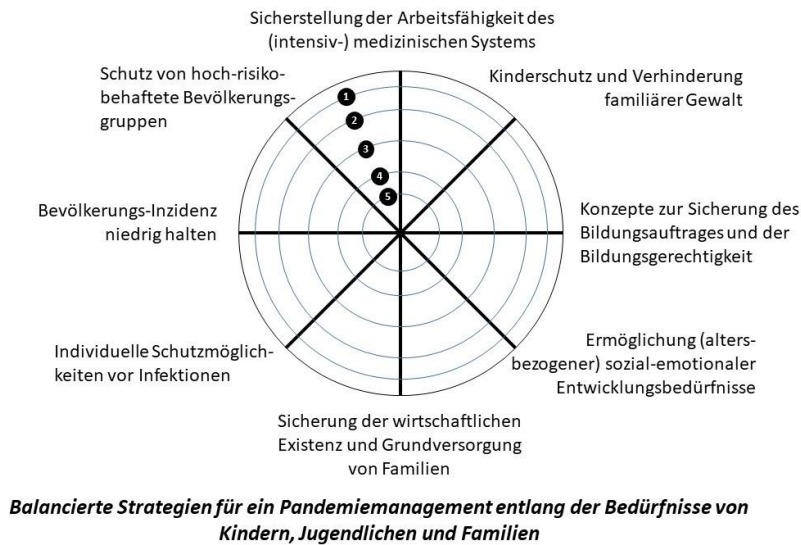 Sicherstellung der Arbeitsfähigkeit des
(intensiv-) medizinischen Systems
Schutz von hoch-risiko-
behaftete Bevölkerungs-
gruppen
Kinderschutz und Verhinderung
familiärer Gewalt
1
2
3
4
5
Bevölkerungs-Inzidenz
niedrig halten
Konzepte zur Sicherung des
Bildungsauftrages und der
Bildungsgerechtigkeit
Individuelle Schutzmöglich-
keiten vor Infektionen
Ermöglichung (alters-
bezogener) sozial-emotionaler
Entwicklungsbedürfnisse
Sicherung der wirtschaftlichen
Existenz und Grundversorgung
von Familien
Balancierte Strategien für ein Pandemiemanagement entlang der Bedürfnisse von
Kindern, Jugendlichen und Familien